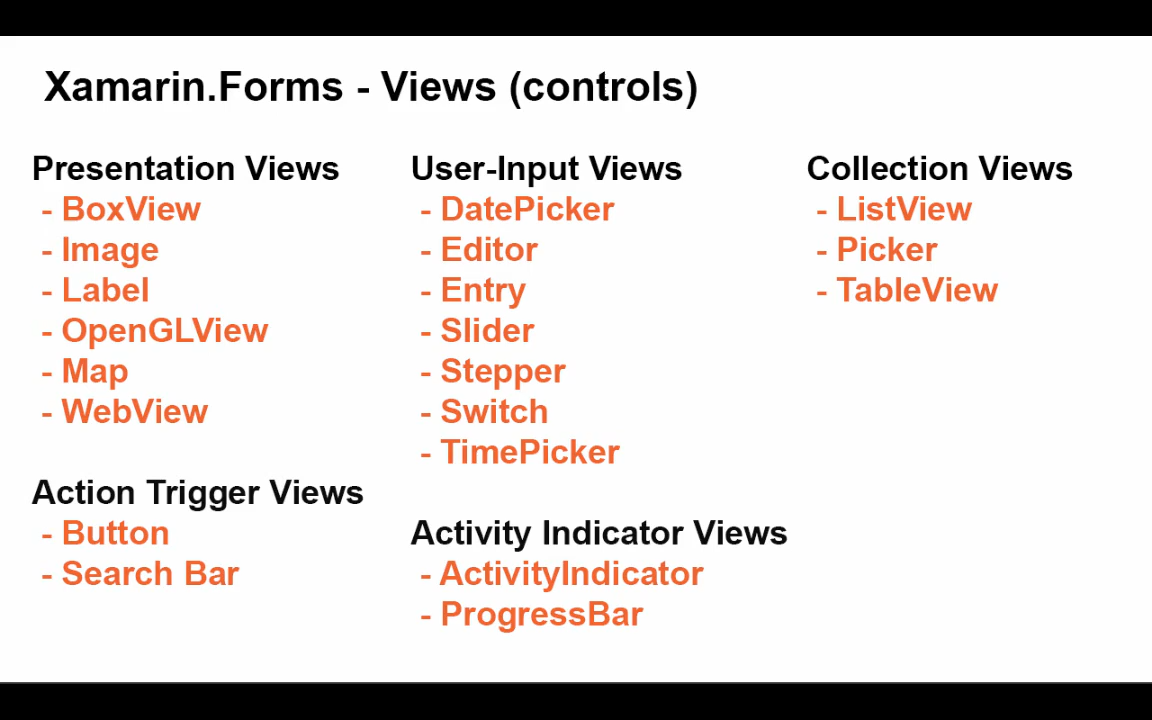 Xamarin.Forms - Views (controls)
Presentation Views
- BoxView
- Image
- Label
- OpenGLView
- Map
- WebView
Action Trigger Views
- Button
- Search Bar
User-Input Views
- DatePicker
- Editor
- Entry
- Slider
- Stepper
- Switch
- TimePicker
Activity Indicator Views
- ActivityIndicator
- ProgressBar
Collection Views
- ListView
- Picker
- TableView